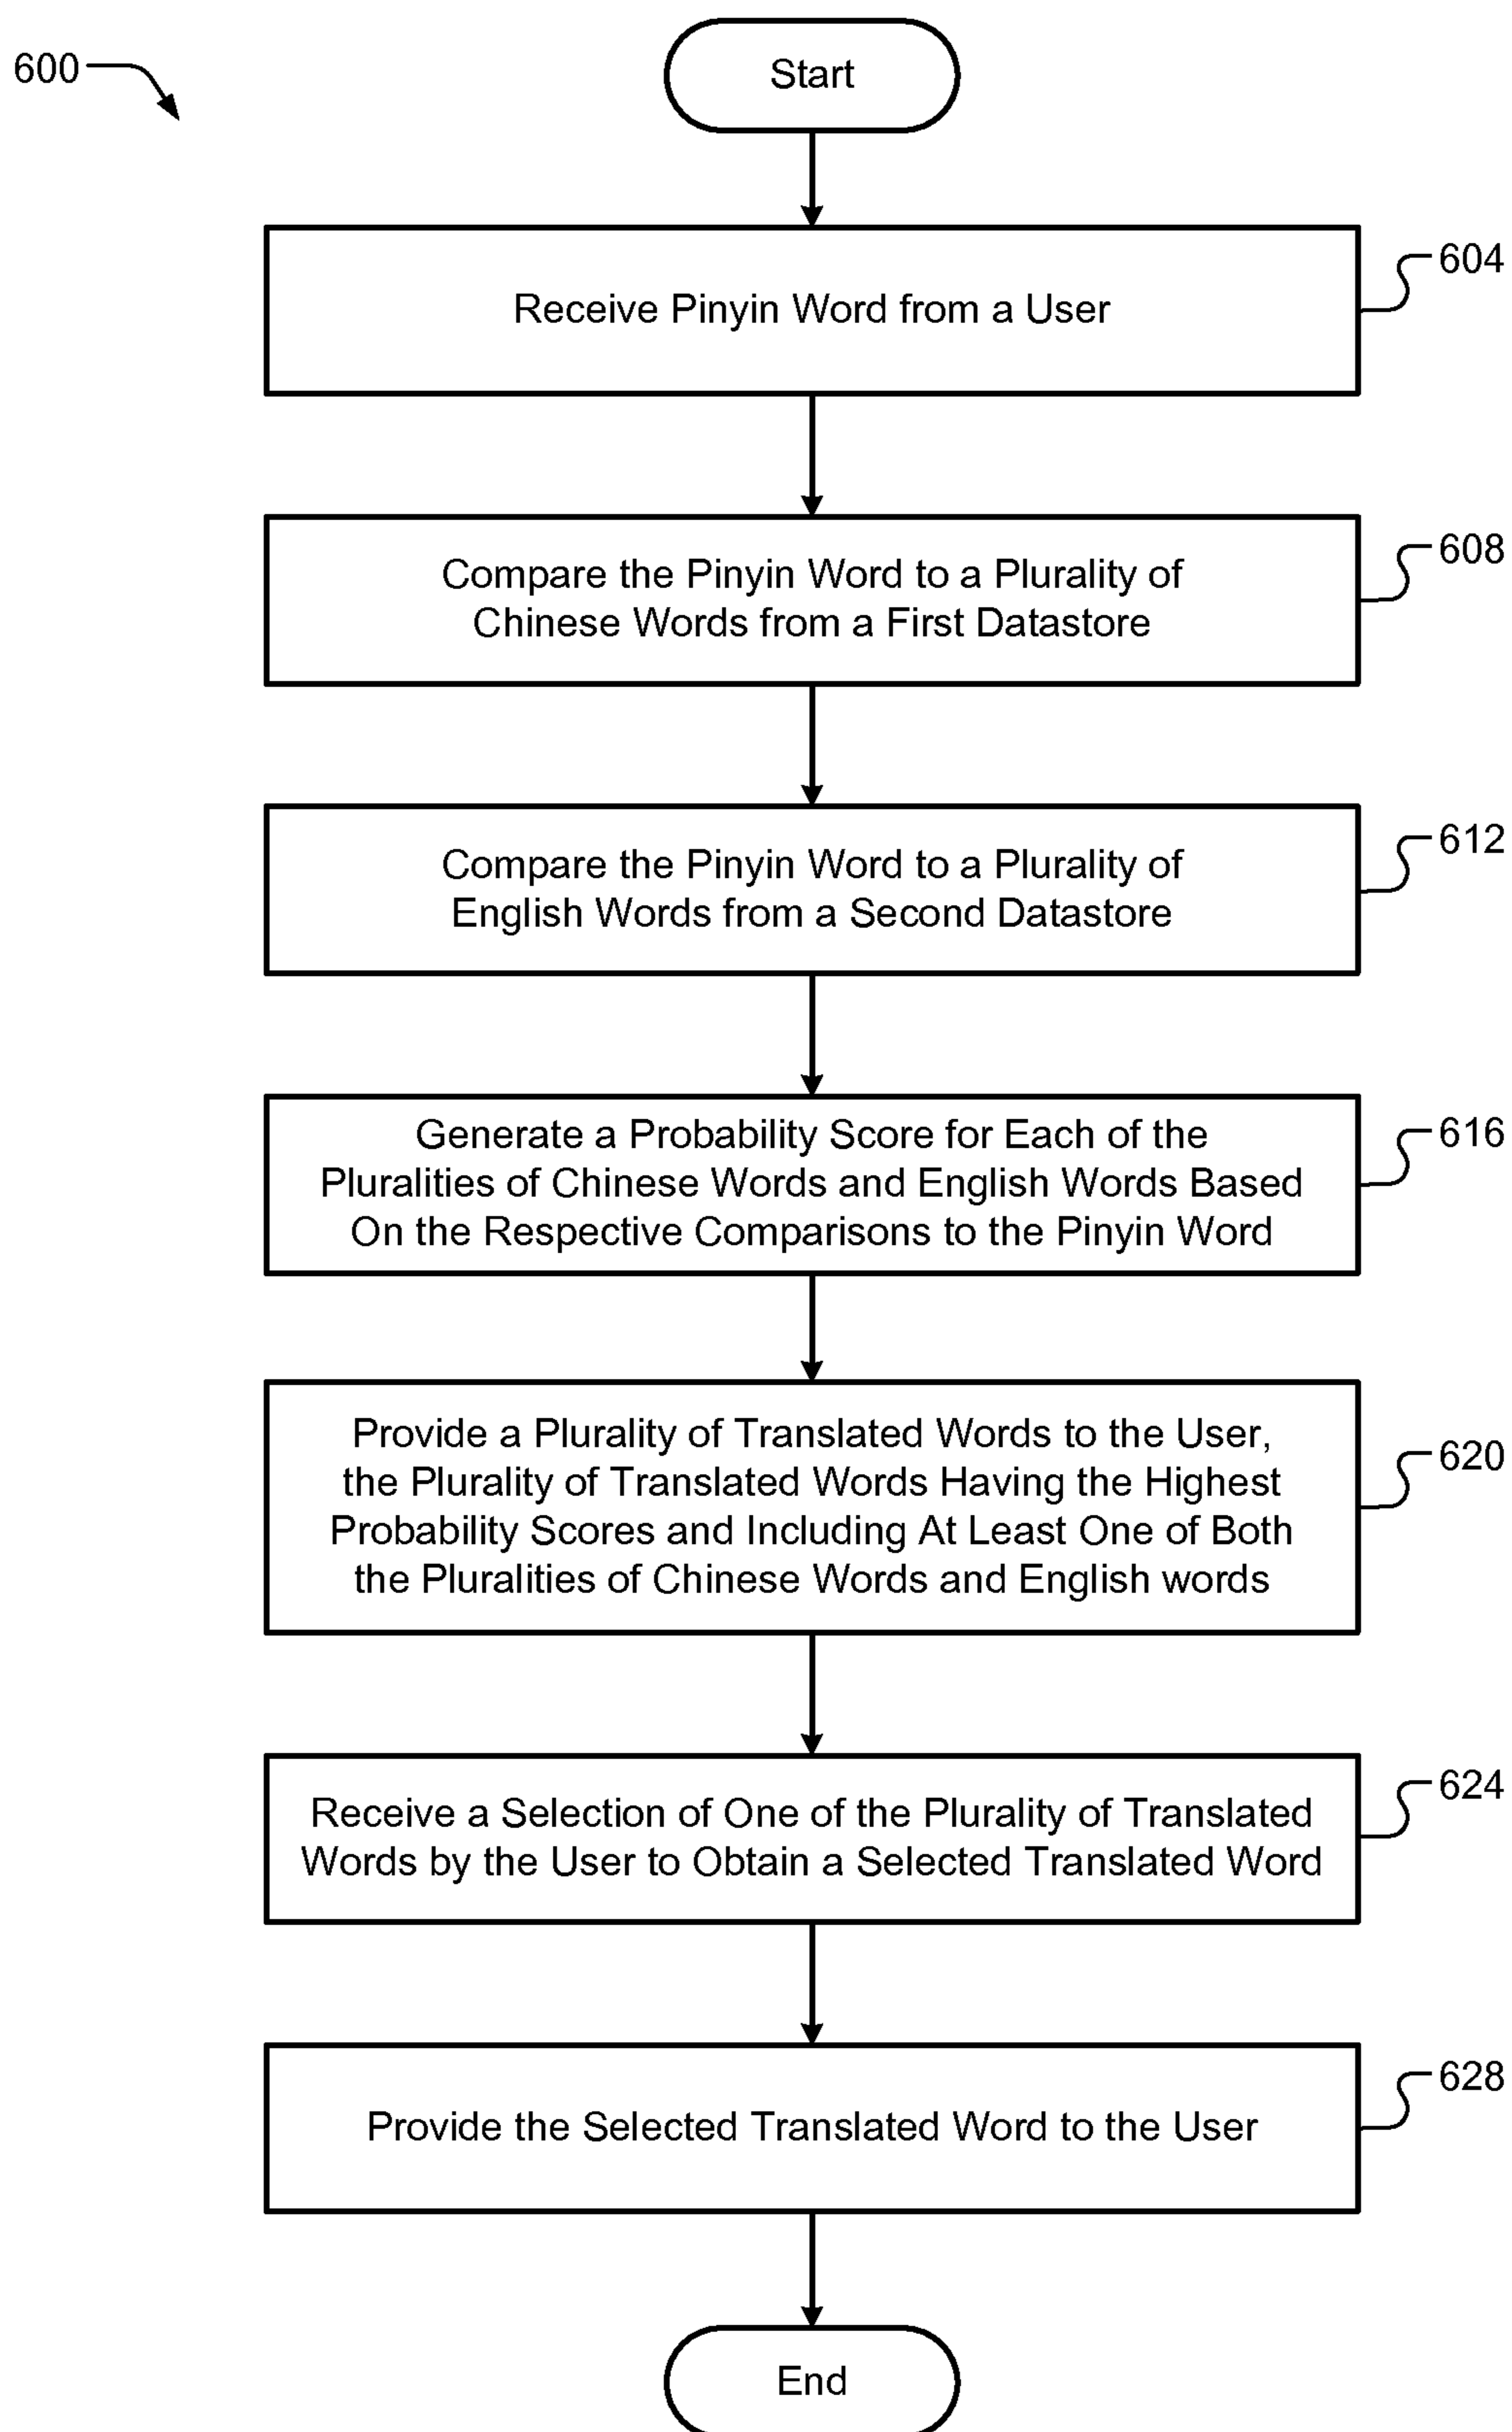 600
Start
Receive Pinyin Word from a User
604
Compare the Pinyin Word to a Plurality of
Chinese Words from a First Datastore
608
Compare the Pinyin Word to a Plurality of
English Words from a Second Datastore
612
Generate a Probability Score for Each of the
Pluralities of Chinese Words and English Words Based
On the Respective Comparisons to the Pinyin Word
616
Provide a Plurality of Translated Words to the User,
the Plurality of Translated Words Having the Highest
Probability Scores and Including At Least One of Both
the Pluralities of Chinese Words and English words
620
Receive a Selection of One of the Plurality of Translated
Words by the User to Obtain a Selected Translated Word
624
Provide the Selected Translated Word to the User
628
End